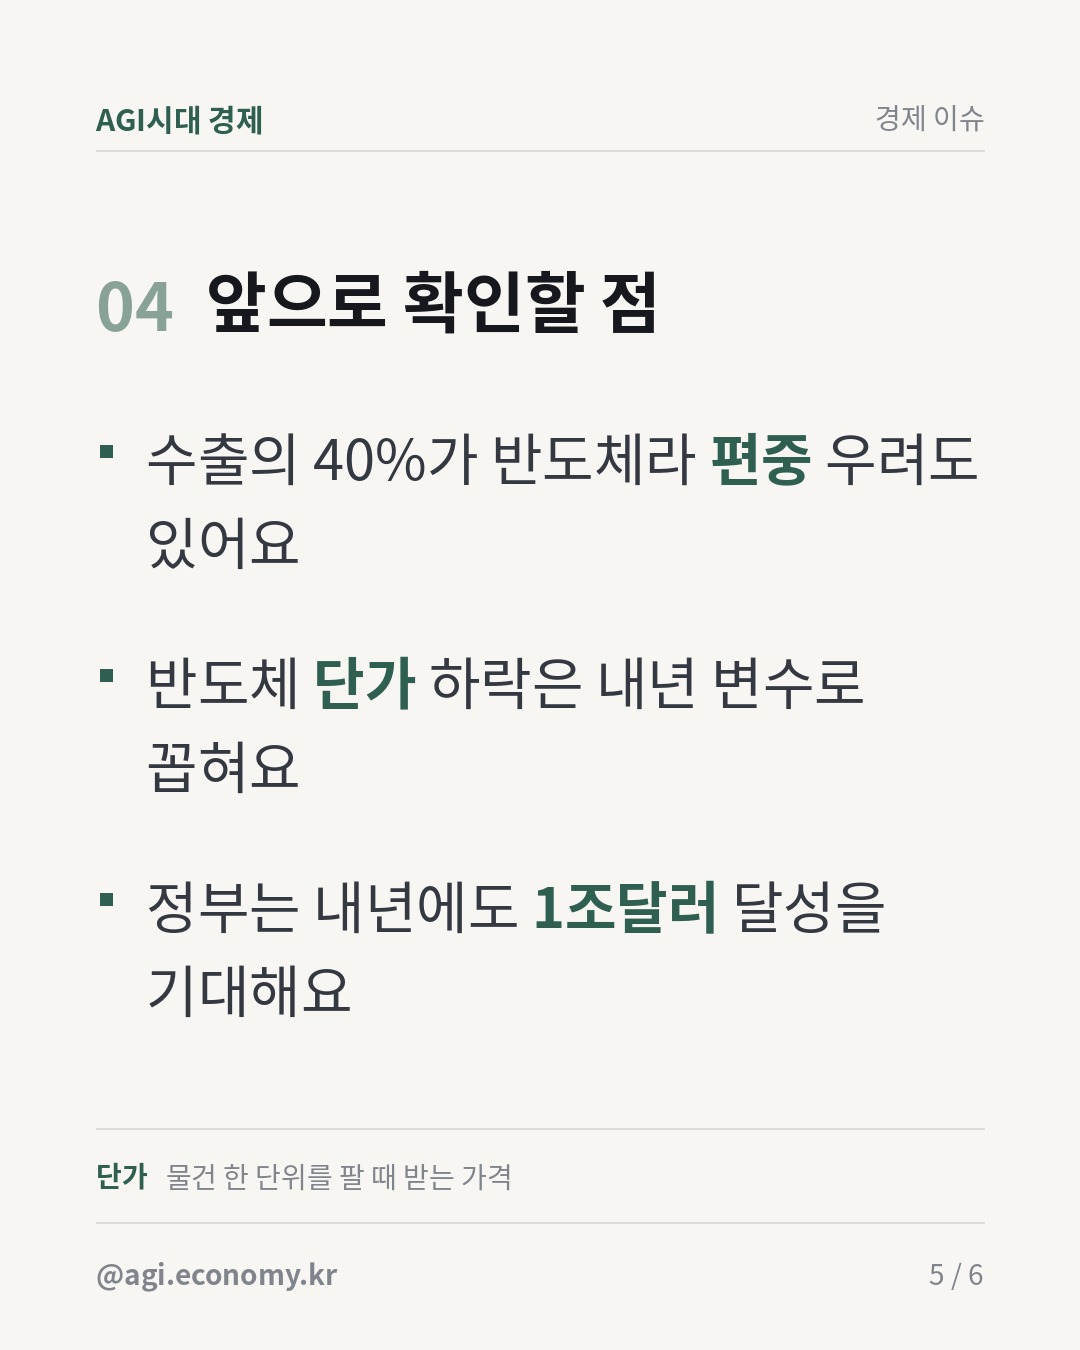 AGI시대 경제
경제 이슈
04 앞으로 확인할 점
수출의 40%가 반도체라 편중 우려도
있어요
반도체 단가 하락은 내년 변수로
꼽혀요
정부는 내년에도 1조달러 달성을
기대해요
단가 물건 한 단위를 팔 때 받는 가격
@agi.economy.kr
5 / 6